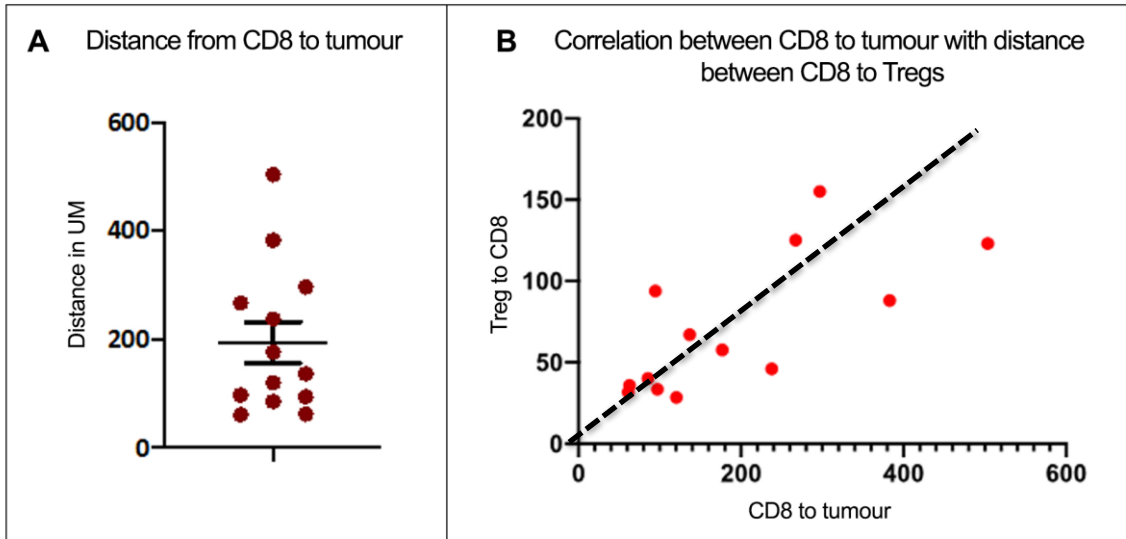 A Distance from CD8 to tumour
600
400
200
0
Distance in UM
B Correlation between CD8 to tumour with distance
between CD8 to Tregs
200
150
100
50
0
Treg to CD8
0 200 400 600
CD8 to tumour